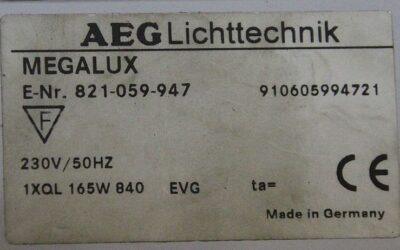 AEG Lichttechnik
MEGALUX
E-Nr. 821-059-947 910605994721
F
230V/50HZ
1XQL 165W 840 EVG ta= CE
Made in Germany